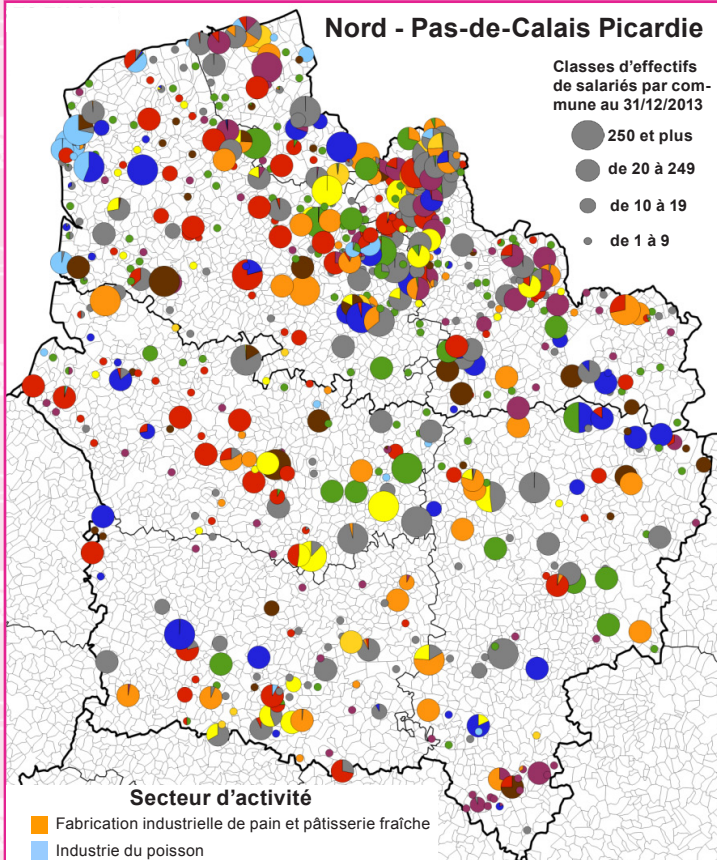 Nord - Pas-de-Calais Picardie
Classes d'effectifs
de salariés par com-
mune au 31/12/2013
250 et plus
de 20 à 249
de 10 à 19
de 1 à 9
Secteur d'activité
Fabrication industrielle de pain et pâtisserie fraîche
Industrie du poisson